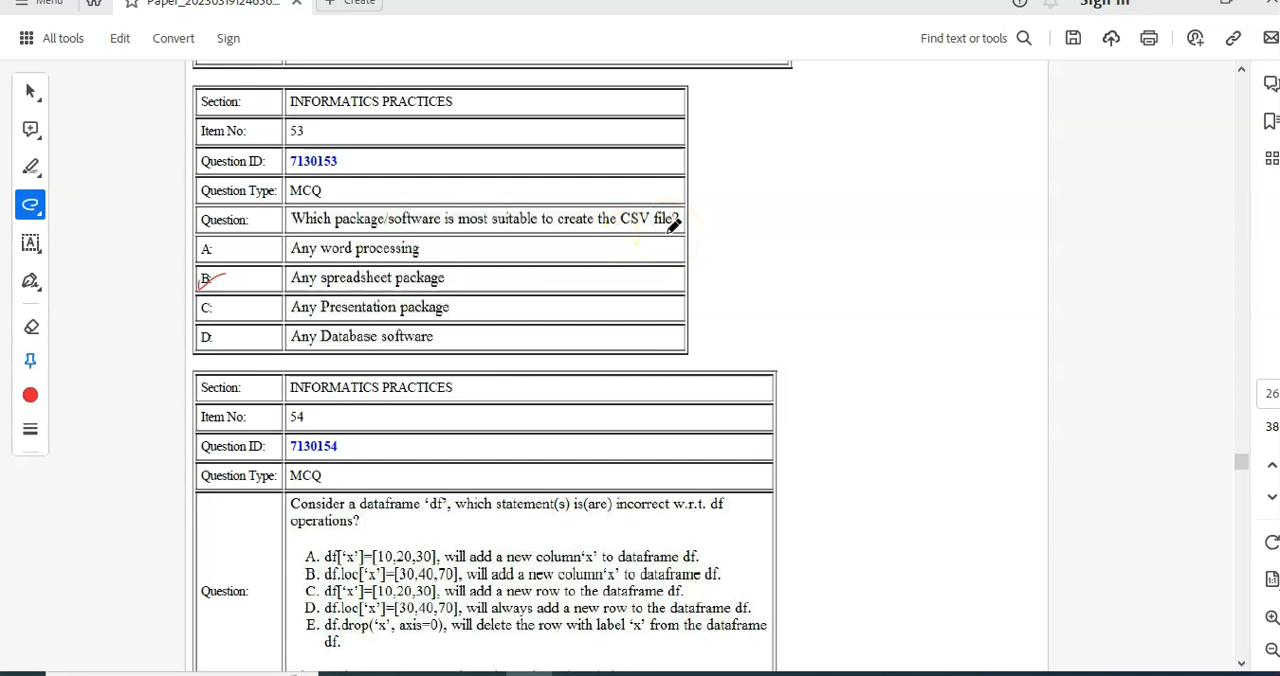 Menu
Paper_20230319124636...
Create
Sign in
All tools
Edit
Convert
Sign
Find text or tools
Section: INFORMATICS PRACTICES
Item No: 53
Question ID: 7130153
Question Type: MCQ
Question: Which package/software is most suitable to create the CSV file?
A: Any word processing
B: Any spreadsheet package
C: Any Presentation package
D: Any Database software
Section: INFORMATICS PRACTICES
Item No: 54
Question ID: 7130154
Question Type: MCQ
Question:
Consider a dataframe ‘df’, which statement(s) is(are) incorrect w.r.t. df
operations?
A. df[‘x’]=[10,20,30], will add a new column‘x’ to dataframe df.
B. df.loc[‘x’]=[30,40,70], will add a new column‘x’ to dataframe df.
C. df[‘x’]=[10,20,30], will add a new row to the dataframe df.
D. df.loc[‘x’]=[30,40,70], will always add a new row to the dataframe df.
E. df.drop(‘x’, axis=0), will delete the row with label ‘x’ from the dataframe
df.
26
38